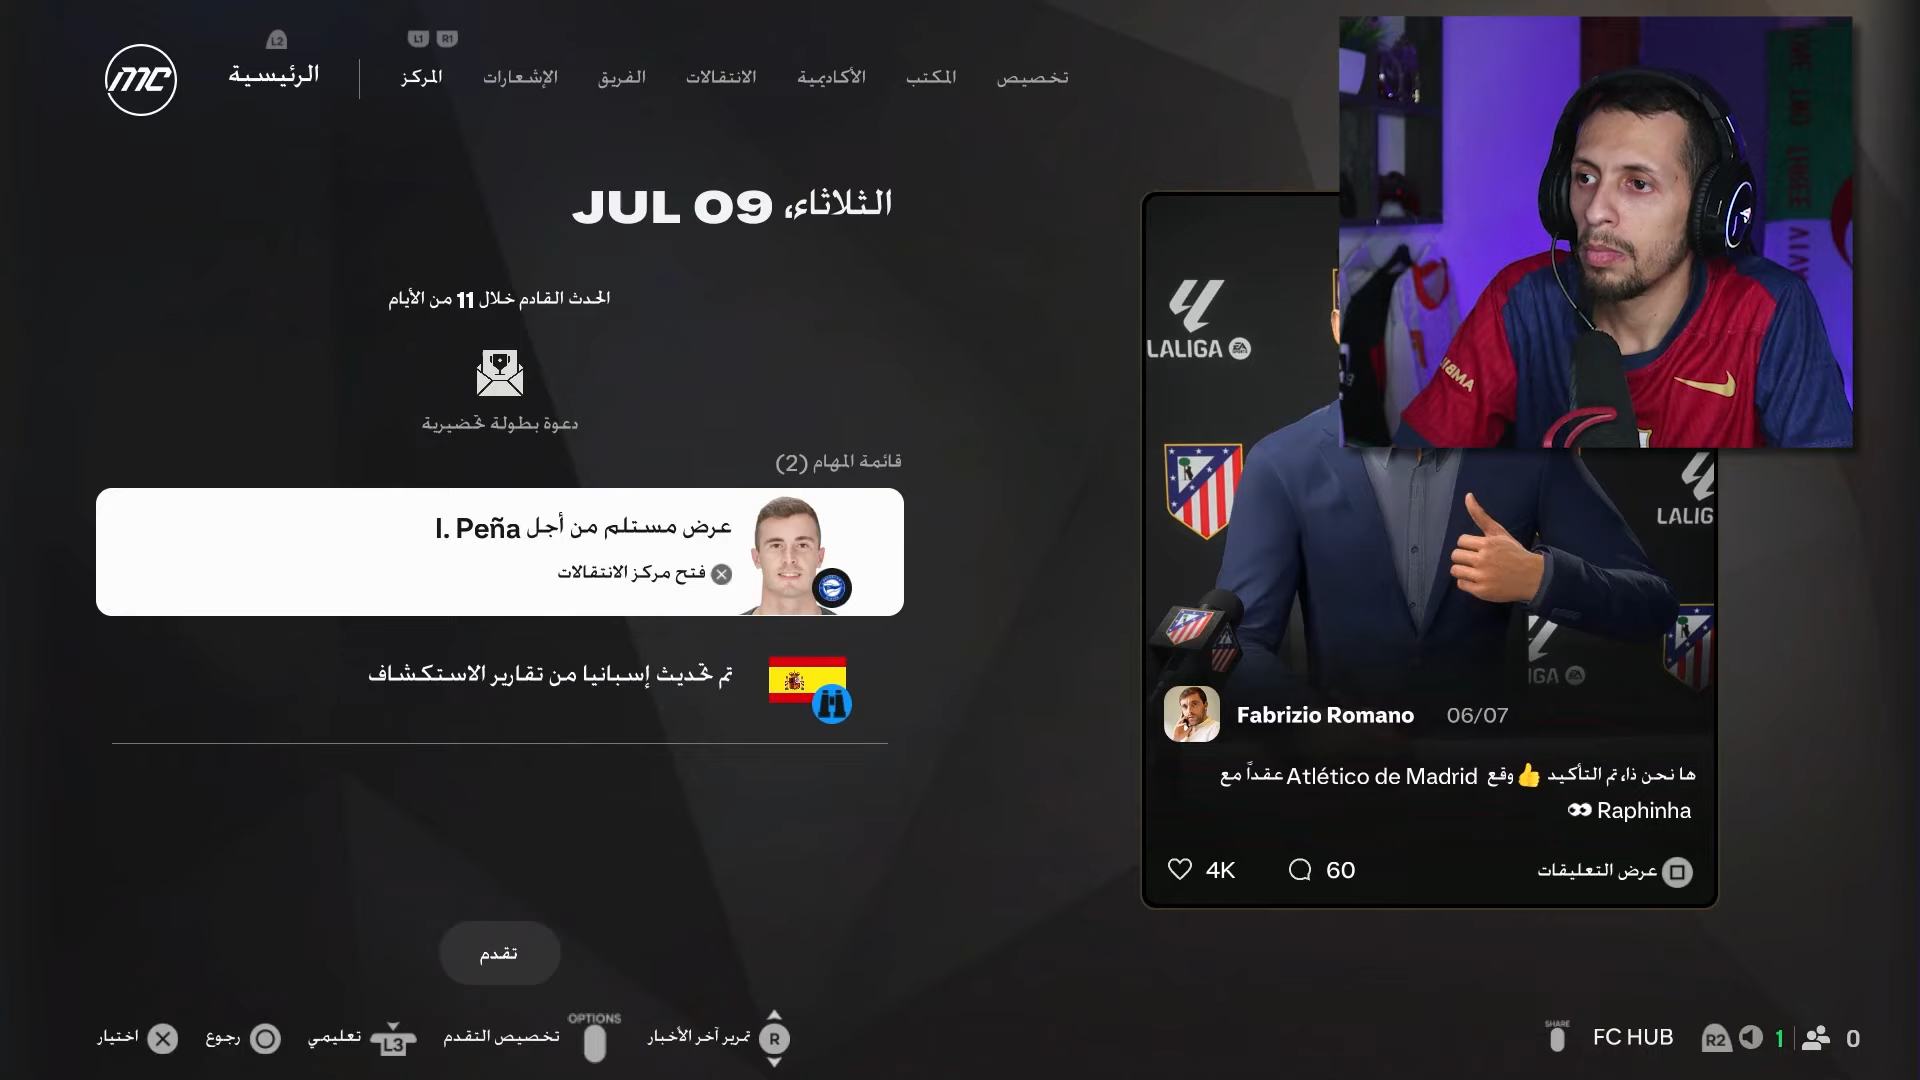 L2
L1 R1
MC
الرئيسية
المركز
الإشعارات
الفريق
الانتقالات
الأكاديمية
المكتب
تخصيص
الثلاثاء، JUL 09
الحدث القادم خلال 11 من الأيام
دعوة بطولة تحضيرية
قائمة المهام (2)
عرض مستلم من أجل I. Peña
فتح مركز الانتقالات
تم تحديث إسبانيا من تقارير الاستكشاف
تقدم
LALIGA
LALIG
IGA
AMBI
Fabrizio Romano 06/07
ها نحن ذا، تم التأكيد 👍 وقع Atlético de Madrid عقداً مع
Raphinha 👀
4K
60
عرض التعليقات
اختيار
رجوع
تعليمي L3
تخصيص التقدم OPTIONS
تمرير آخر الأخبار R
SHARE
FC HUB
R2
1
0